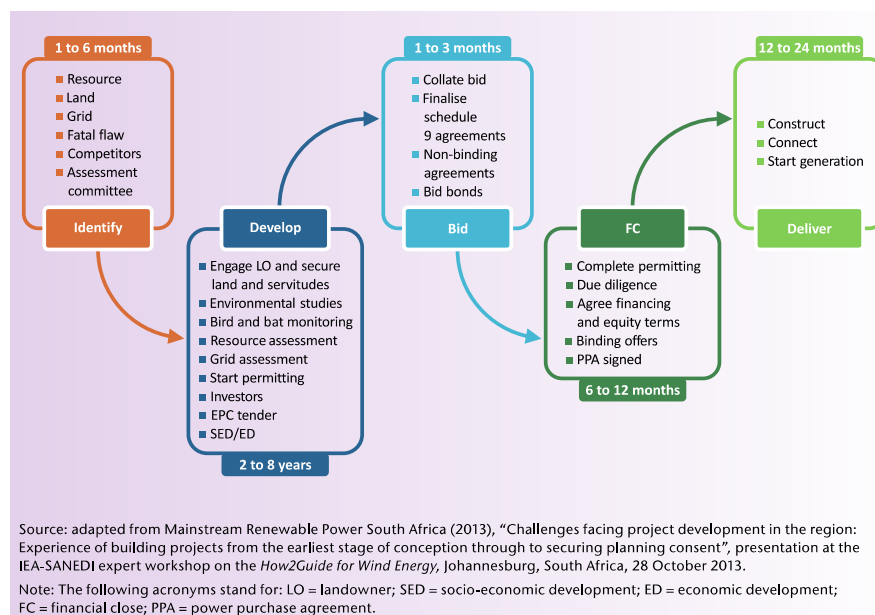 1 to 6 months
Resource
Land
Grid
Fatal flaw
Competitors
Assessment
committee
Identify
Develop
Engage LO and secure
land and servitudes
Environmental studies
Bird and bat monitoring
Resource assessment
Grid assessment
Start permitting
Investors
EPC tender
SED/ED
2 to 8 years
1 to 3 months
Collate bid
Finalise
schedule
9 agreements
Non-binding
agreements
Bid bonds
Bid
FC
Complete permitting
Due diligence
Agree financing
and equity terms
Binding offers
PPA signed
6 to 12 months
12 to 24 months
Construct
Connect
Start generation
Deliver
Source: adapted from Mainstream Renewable Power South Africa (2013), “Challenges facing project development in the region:
Experience of building projects from the earliest stage of conception through to securing planning consent”, presentation at the
IEA-SANEDI expert workshop on the How2Guide for Wind Energy, Johannesburg, South Africa, 28 October 2013.
Note: The following acronyms stand for: LO = landowner; SED = socio-economic development; ED = economic development;
FC = financial close; PPA = power purchase agreement.